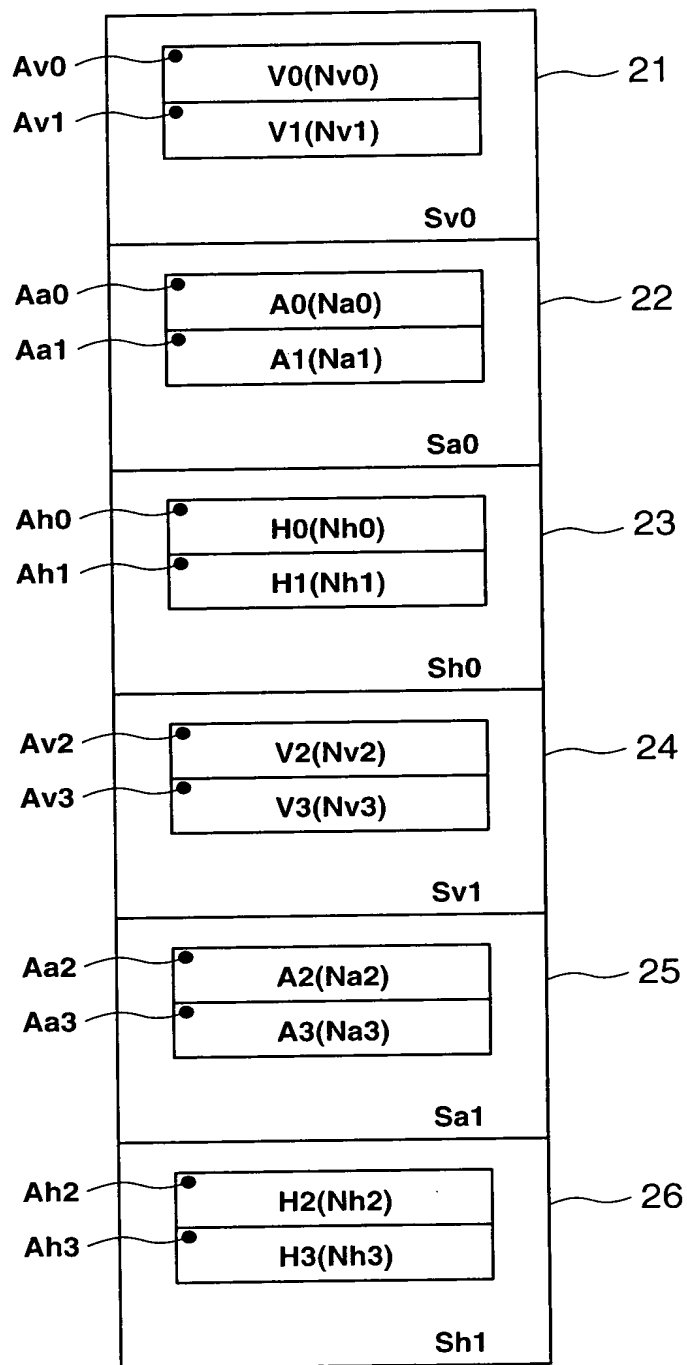 Av0
V0(Nv0)
21
Av1
V1(Nv1)
Sv0
Aa0
A0(Na0)
22
Aa1
A1(Na1)
Sa0
Ah0
H0(Nh0)
23
Ah1
H1(Nh1)
Sh0
Av2
V2(Nv2)
24
Av3
V3(Nv3)
Sv1
Aa2
A2(Na2)
25
Aa3
A3(Na3)
Sa1
Ah2
H2(Nh2)
26
Ah3
H3(Nh3)
Sh1